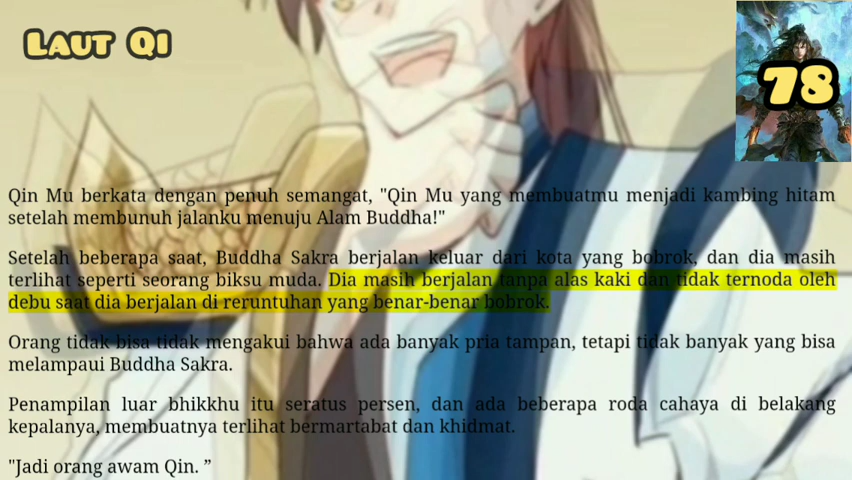 LAUT QI
78
Qin Mu berkata dengan penuh semangat, "Qin Mu yang membuatmu menjadi kambing hitam
setelah membunuh jalanku menuju Alam Buddha!"
Setelah beberapa saat, Buddha Sakra berjalan keluar dari kota yang bobrok, dan dia masih
terlihat seperti seorang biksu muda. Dia masih berjalan tanpa alas kaki dan tidak ternoda oleh
debu saat dia berjalan di reruntuhan yang benar-benar bobrok.
Orang tidak bisa tidak mengakui bahwa ada banyak pria tampan, tetapi tidak banyak yang bisa
melampaui Buddha Sakra.
Penampilan luar bhikkhu itu seratus persen, dan ada beberapa roda cahaya di belakang
kepalanya, membuatnya terlihat bermartabat dan khidmat.
"Jadi orang awam Qin. ”